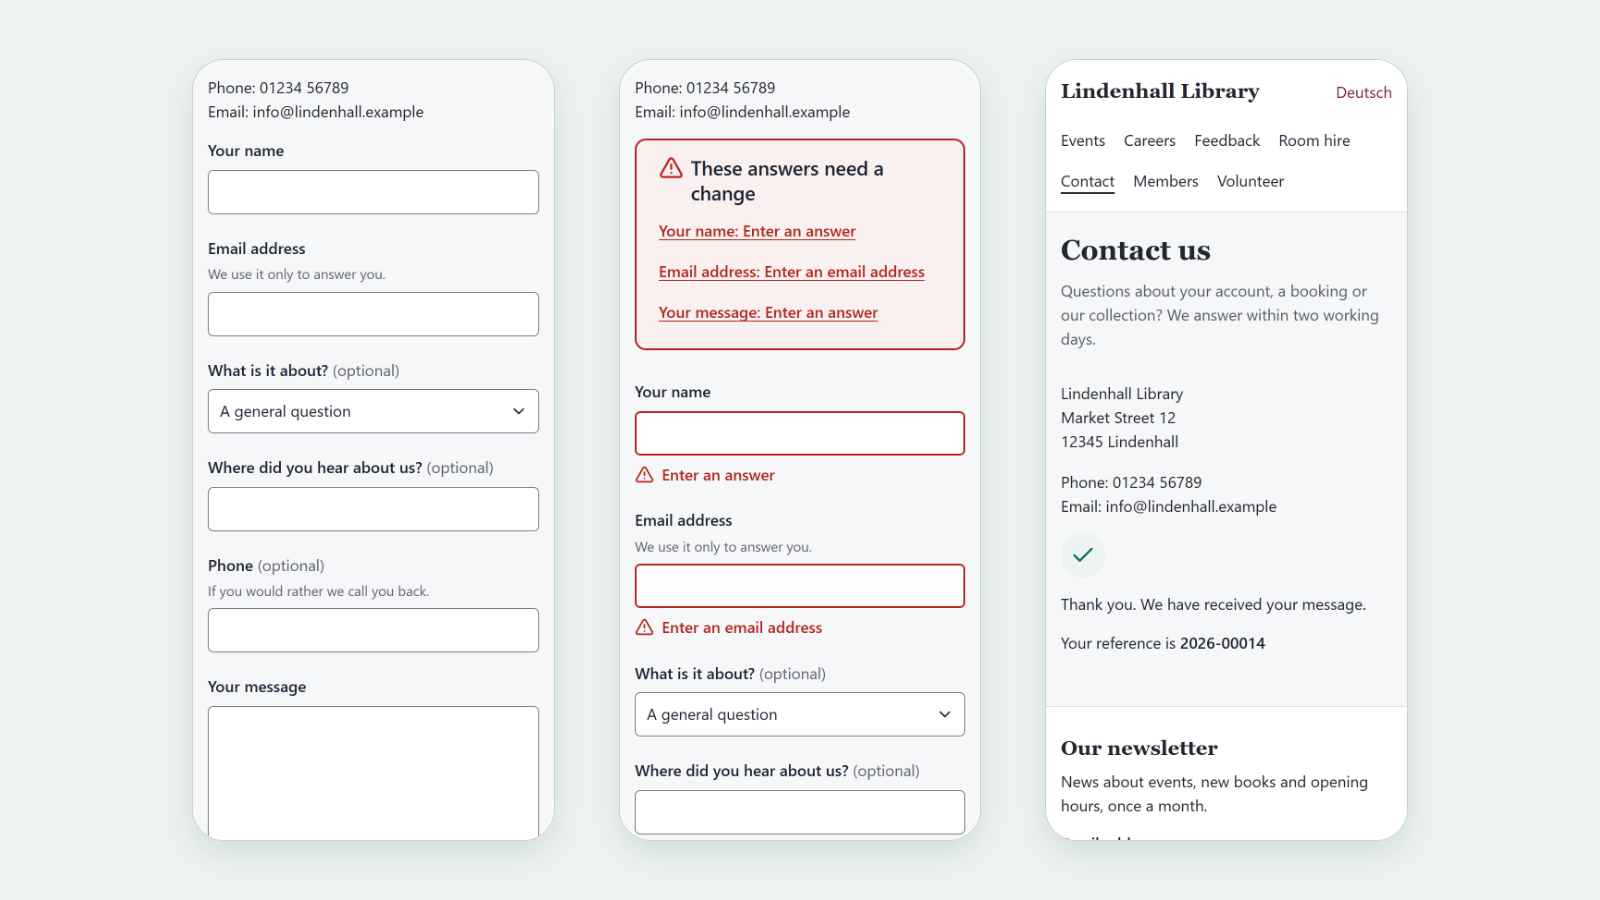 Phone: 01234 56789
Email: info@lindenhall.example
Your name
Email address
We use it only to answer you.
What is it about? (optional)
A general question
Where did you hear about us? (optional)
Phone (optional)
If you would rather we call you back.
Your message
Phone: 01234 56789
Email: info@lindenhall.example
These answers need a
change
Your name: Enter an answer
Email address: Enter an email address
Your message: Enter an answer
Your name
Enter an answer
Email address
We use it only to answer you.
Enter an email address
What is it about? (optional)
A general question
Where did you hear about us? (optional)
Lindenhall Library
Deutsch
Events Careers Feedback Room hire
Contact Members Volunteer
Contact us
Questions about your account, a booking or
our collection? We answer within two working
days.
Lindenhall Library
Market Street 12
12345 Lindenhall
Phone: 01234 56789
Email: info@lindenhall.example
Thank you. We have received your message.
Your reference is 2026-00014
Our newsletter
News about events, new books and opening
hours, once a month.